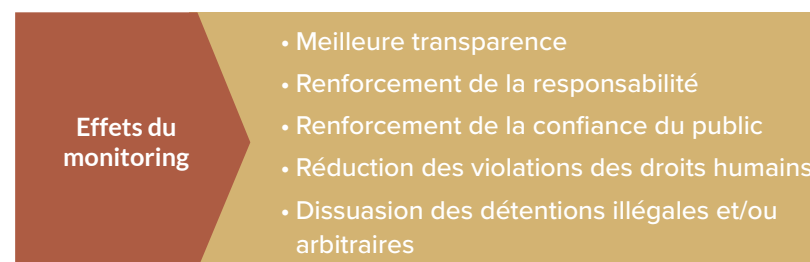 Effets du
monitoring
• Meilleure transparence
• Renforcement de la responsabilité
• Renforcement de la confiance du public
• Réduction des violations des droits humains
• Dissuasion des détentions illégales et/ou
arbitraires